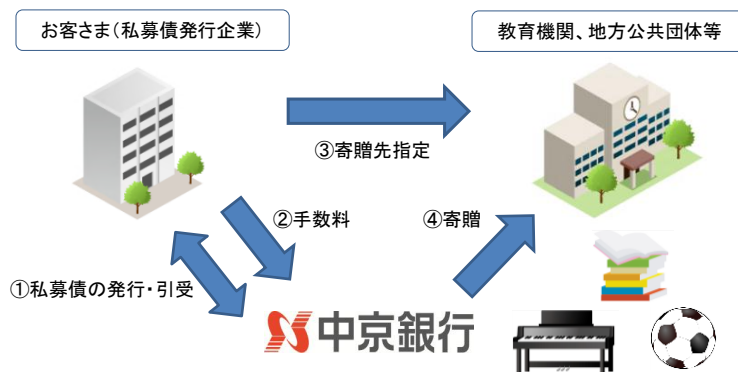 お客さま(私募債発行企業)
教育機関、地方公共団体等
③寄贈先指定
②手数料
④寄贈
①私募債の発行・引受
中京銀行